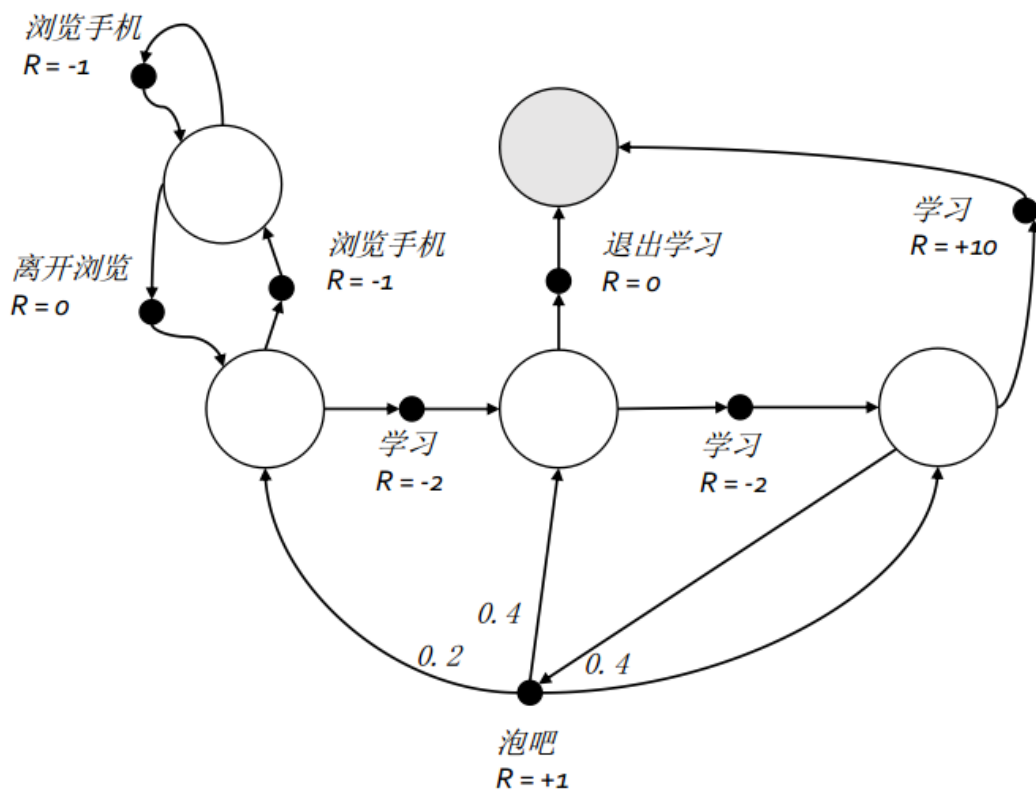 浏览手机
R = -1
离开浏览
R = 0
浏览手机
R = -1
退出学习
R = 0
学习
R = +10
学习
R = -2
学习
R = -2
0.2
0.4
0.4
泡吧
R = +1